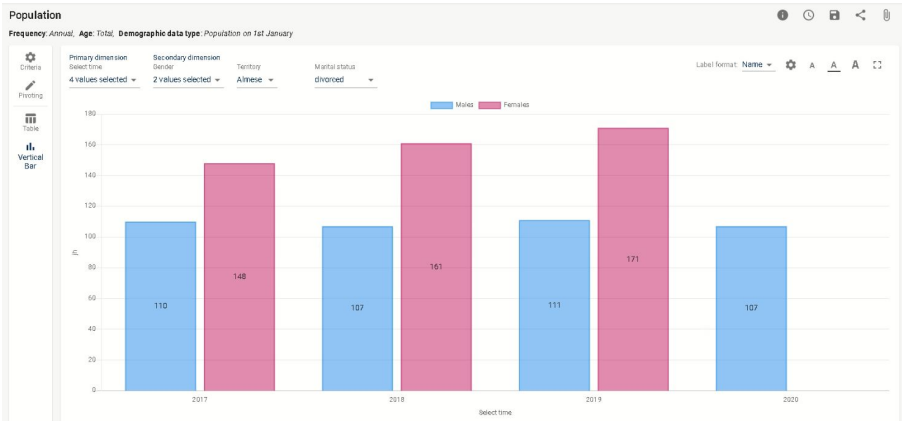 Population
Frequency: Annual, Age: Total, Demographic data type: Population on 1st January
Criteria
Pivoting
Table
Vertical
Bar
Primary dimension
Select time
4 values selected
Secondary dimension
Gender
2 values selected
Territory
Almese
Marital status
divorced
Label format: Name A A A
Males Females
180
160
140
120
100
80
60
40
20
0
110
148
107
161
111
171
107
2017 2018 2019 2020
Select time